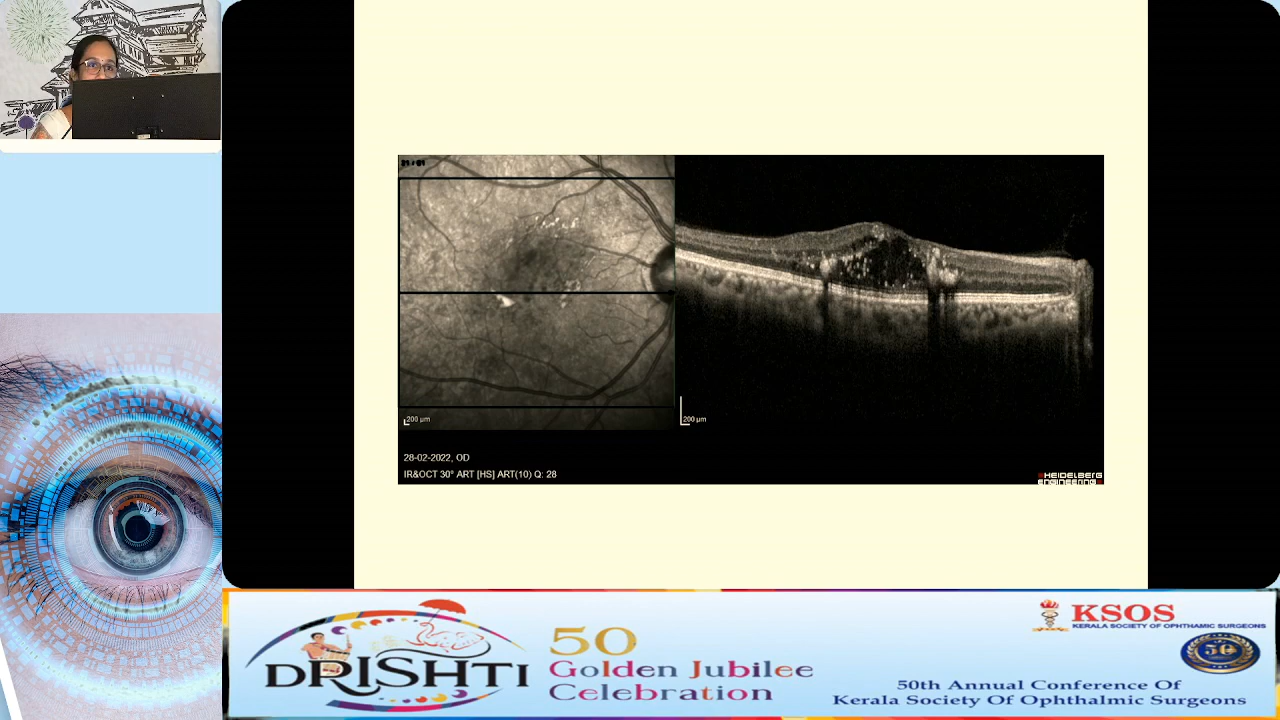 200 µm
200 µm
28-02-2022, OD
IR&OCT 30° ART [HS] ART(10) Q: 28
HEIDELBERG
ENGINEERING
DRISHTI
50
Golden Jubilee
Celebration
KSOS
KERALA SOCIETY OF OPHTHAMIC SURGEONS
50
50th Annual Conference Of
Kerala Society Of Ophthalmic Surgeons